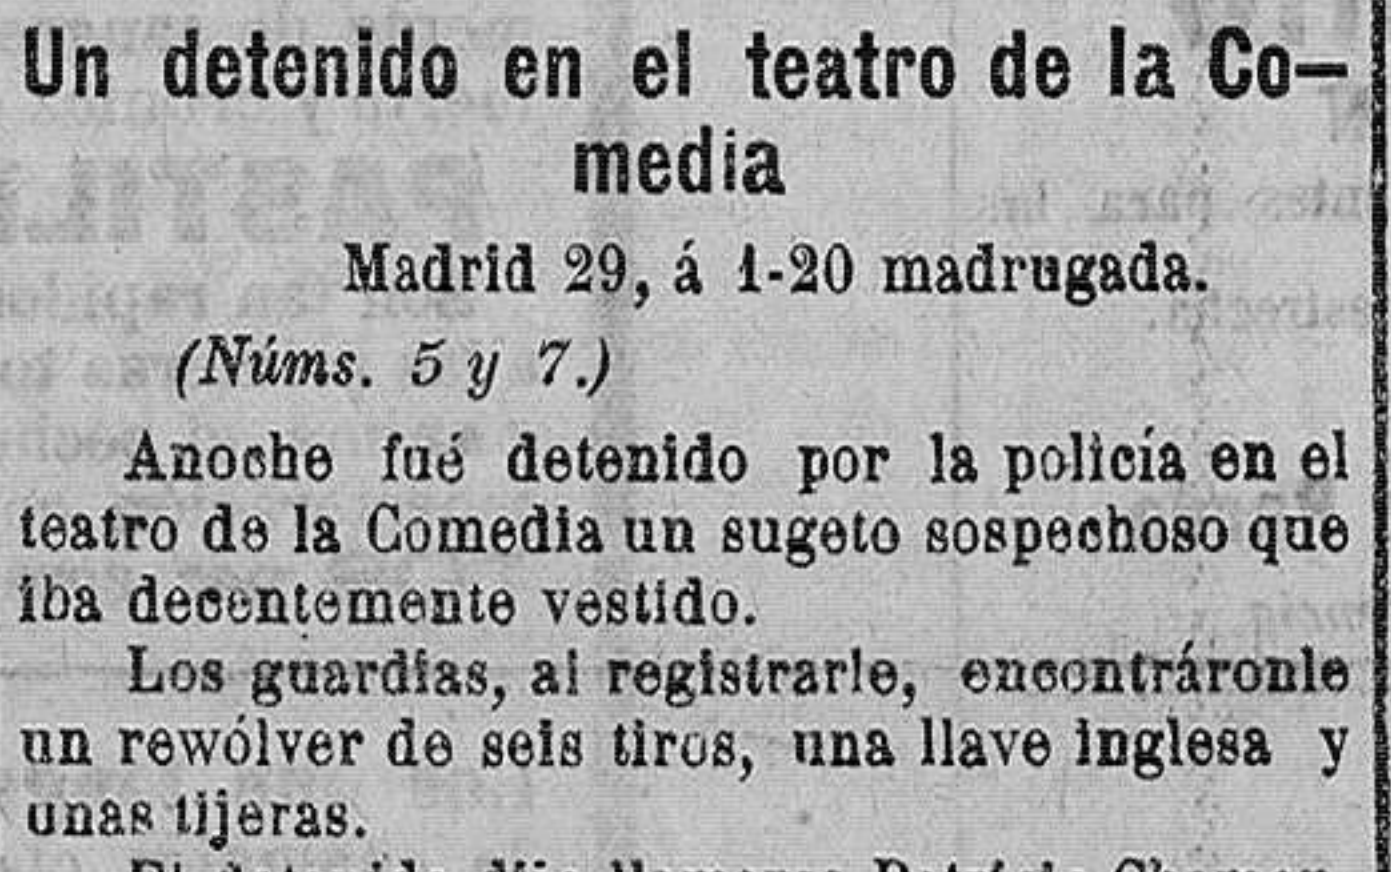 Un detenido en el teatro de la Co-
media
Madrid 29, á 1-20 madrugada.
(Núms. 5 y 7.)
Anoche fué detenido por la policía en el
teatro de la Comedia un sugeto sospechoso que
iba decentemente vestido.
Los guardias, al registrarle, encontráronle
un rewólver de seis tiros, una llave inglesa y
unas tijeras.